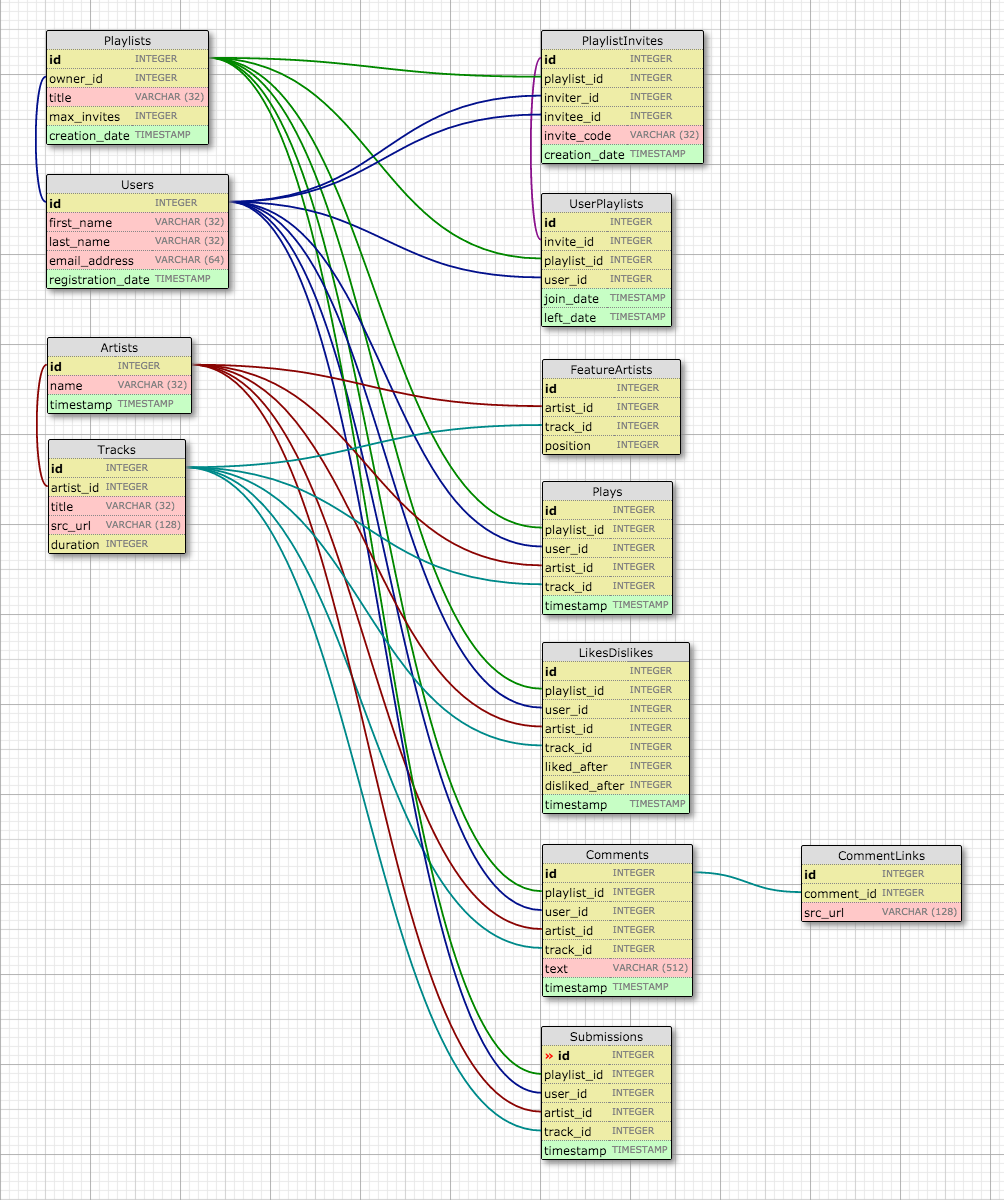 Playlists
id INTEGER
owner_id INTEGER
title VARCHAR (32)
max_invites INTEGER
creation_date TIMESTAMP
Users
id INTEGER
first_name VARCHAR (32)
last_name VARCHAR (32)
email_address VARCHAR (64)
registration_date TIMESTAMP
Artists
id INTEGER
name VARCHAR (32)
timestamp TIMESTAMP
Tracks
id INTEGER
artist_id INTEGER
title VARCHAR (32)
src_url VARCHAR (128)
duration INTEGER
PlaylistInvites
id INTEGER
playlist_id INTEGER
inviter_id INTEGER
invitee_id INTEGER
invite_code VARCHAR (32)
creation_date TIMESTAMP
UserPlaylists
id INTEGER
invite_id INTEGER
playlist_id INTEGER
user_id INTEGER
join_date TIMESTAMP
left_date TIMESTAMP
FeatureArtists
id INTEGER
artist_id INTEGER
track_id INTEGER
position INTEGER
Plays
id INTEGER
playlist_id INTEGER
user_id INTEGER
artist_id INTEGER
track_id INTEGER
timestamp TIMESTAMP
LikesDislikes
id INTEGER
playlist_id INTEGER
user_id INTEGER
artist_id INTEGER
track_id INTEGER
liked_after INTEGER
disliked_after INTEGER
timestamp TIMESTAMP
Comments
id INTEGER
playlist_id INTEGER
user_id INTEGER
artist_id INTEGER
track_id INTEGER
text VARCHAR (512)
timestamp TIMESTAMP
CommentLinks
id INTEGER
comment_id INTEGER
src_url VARCHAR (128)
Submissions
» id INTEGER
playlist_id INTEGER
user_id INTEGER
artist_id INTEGER
track_id INTEGER
timestamp TIMESTAMP